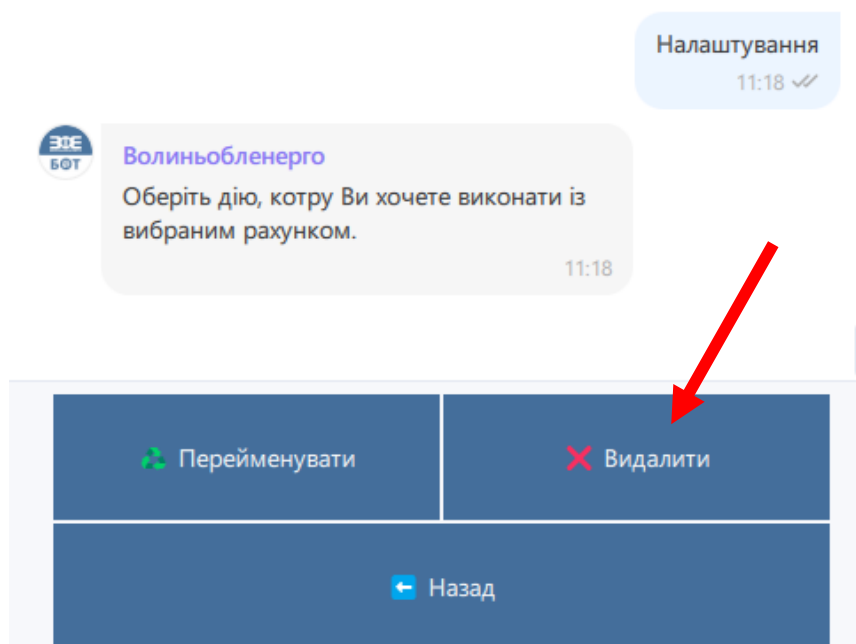 Налаштування
11:18
ЗОЕ
БОТ
Волиньобленерго
Оберіть дію, котру Ви хочете виконати із
вибраним рахунком.
11:18
Перейменувати
Видалити
Назад